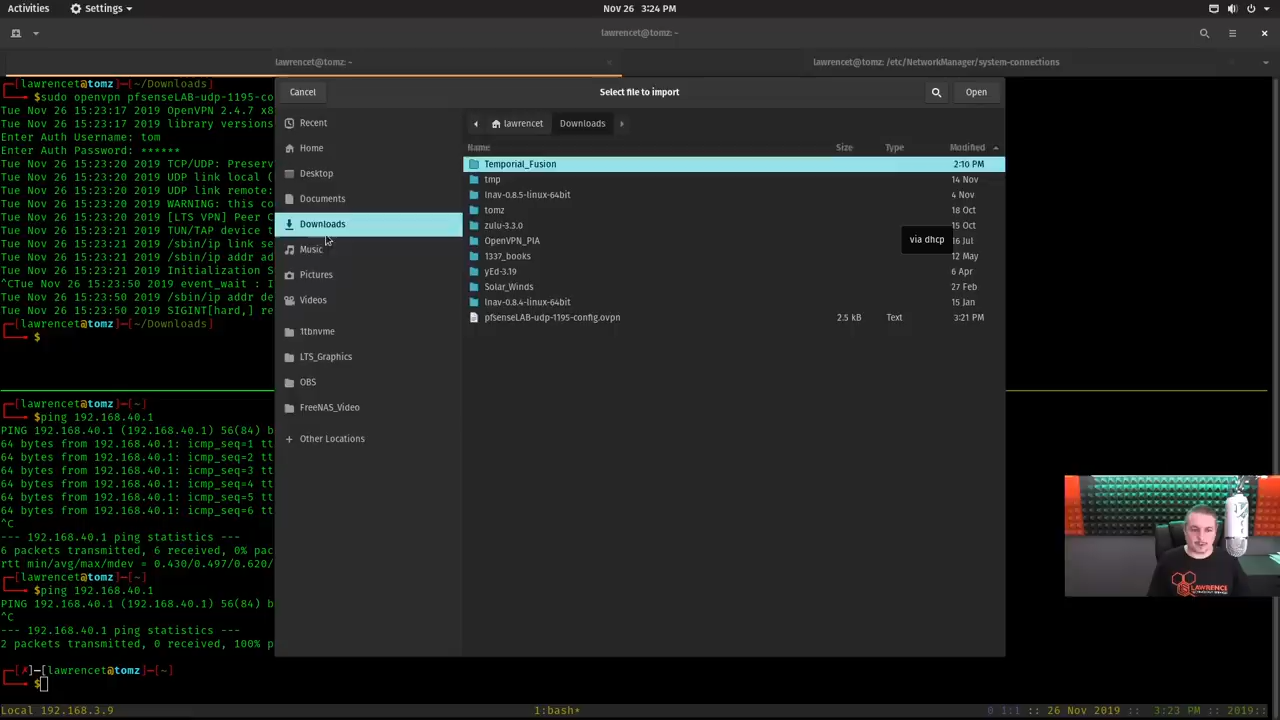 Activities
Settings
Nov 26 3:24 PM
lawrencet@tomz: ~
lawrencet@tomz: ~
lawrencet@tomz: /etc/NetworkManager/system-connections
[lawrencet@tomz]─[~/Downloads]
$sudo openvpn pfsenseLAB-udp-1195-co
Tue Nov 26 15:23:17 2019 OpenVPN 2.4.7 x8
Tue Nov 26 15:23:17 2019 library versions
Enter Auth Username: tom
Enter Auth Password: ******
Tue Nov 26 15:23:20 2019 TCP/UDP: Preserv
Tue Nov 26 15:23:20 2019 UDP link local (
Tue Nov 26 15:23:20 2019 UDP link remote:
Tue Nov 26 15:23:20 2019 WARNING: this co
Tue Nov 26 15:23:20 2019 [LTS VPN] Peer C
Tue Nov 26 15:23:21 2019 TUN/TAP device t
Tue Nov 26 15:23:21 2019 /sbin/ip link se
Tue Nov 26 15:23:21 2019 /sbin/ip addr ad
Tue Nov 26 15:23:21 2019 Initialization S
^CTue Nov 26 15:23:50 2019 event_wait : I
Tue Nov 26 15:23:50 2019 /sbin/ip addr de
Tue Nov 26 15:23:50 2019 SIGINT[hard,] re
[lawrencet@tomz]─[~/Downloads]
$
[lawrencet@tomz]─[~]
$ping 192.168.40.1
PING 192.168.40.1 (192.168.40.1) 56(84) b
64 bytes from 192.168.40.1: icmp_seq=1 tt
64 bytes from 192.168.40.1: icmp_seq=2 tt
64 bytes from 192.168.40.1: icmp_seq=3 tt
64 bytes from 192.168.40.1: icmp_seq=4 tt
64 bytes from 192.168.40.1: icmp_seq=5 tt
64 bytes from 192.168.40.1: icmp_seq=6 tt
^C
--- 192.168.40.1 ping statistics ---
6 packets transmitted, 6 received, 0% pac
rtt min/avg/max/mdev = 0.430/0.497/0.620/
[lawrencet@tomz]─[~]
$ping 192.168.40.1
PING 192.168.40.1 (192.168.40.1) 56(84) b
^C
--- 192.168.40.1 ping statistics ---
2 packets transmitted, 0 received, 100% p
[✗]─[lawrencet@tomz]─[~]
$
Cancel
Select file to import
Open
Recent
Home
Desktop
Documents
Downloads
Music
Pictures
Videos
1tbnvme
LTS_Graphics
OBS
FreeNAS_Video
Other Locations
lawrencet
Downloads
Name Size Type Modified
Temporial_Fusion 2:10 PM
tmp 14 Nov
lnav-0.8.5-linux-64bit 4 Nov
tomz 18 Oct
zulu-3.3.0 15 Oct
OpenVPN_PIA 16 Jul
1337_books 12 May
yEd-3.19 6 Apr
Solar_Winds 27 Feb
lnav-0.8.4-linux-64bit 15 Jan
pfsenseLAB-udp-1195-config.ovpn 2.5 kB Text 3:21 PM
via dhcp
LAWRENCE
Local 192.168.3.9
1:bash*
0 1:1 :: 26 Nov 2019 :: 3:23 PM :: 2019::